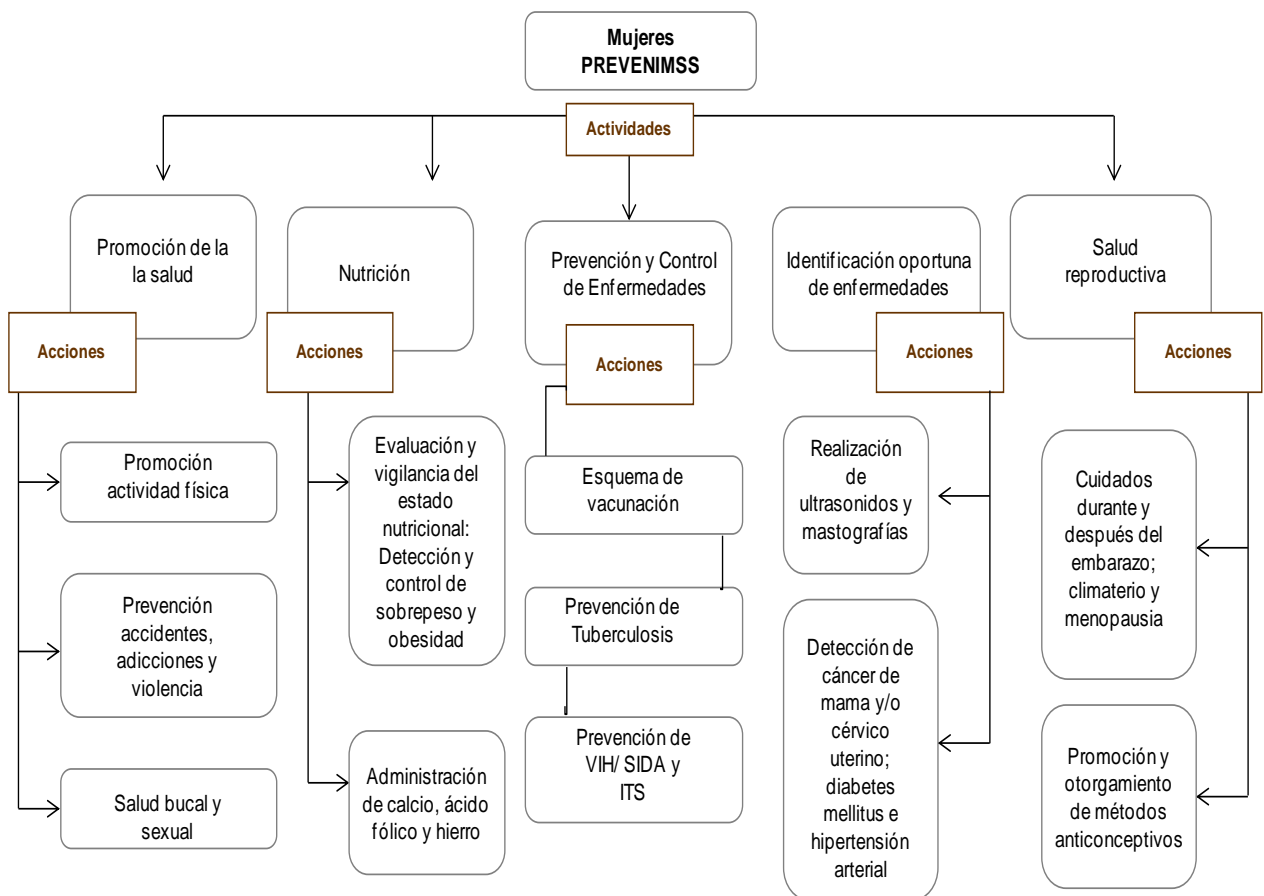 Mujeres
PREVENIMSS
Actividades
Promoción de la
la salud
Nutrición
Prevención y Control
de Enfermedades
Identificación oportuna
de enfermedades
Salud
reproductiva
Acciones
Acciones
Acciones
Acciones
Acciones
Promoción
actividad física
Prevención
accidentes,
adicciones y
violencia
Salud bucal y
sexual
Evaluación y
vigilancia del
estado
nutricional:
Detección y
control de
sobrepeso y
obesidad
Administración
de calcio, ácido
fólico y hierro
Esquema de
vacunación
Prevención de
Tuberculosis
Prevención de
VIH/ SIDA y
ITS
Realización
de
ultrasonidos y
mastografías
Detección de
cáncer de
mama y/o
cérvico
uterino;
diabetes
mellitus e
hipertensión
arterial
Cuidados
durante y
después del
embarazo;
climaterio y
menopausia
Promoción y
otorgamiento
de métodos
anticonceptivos